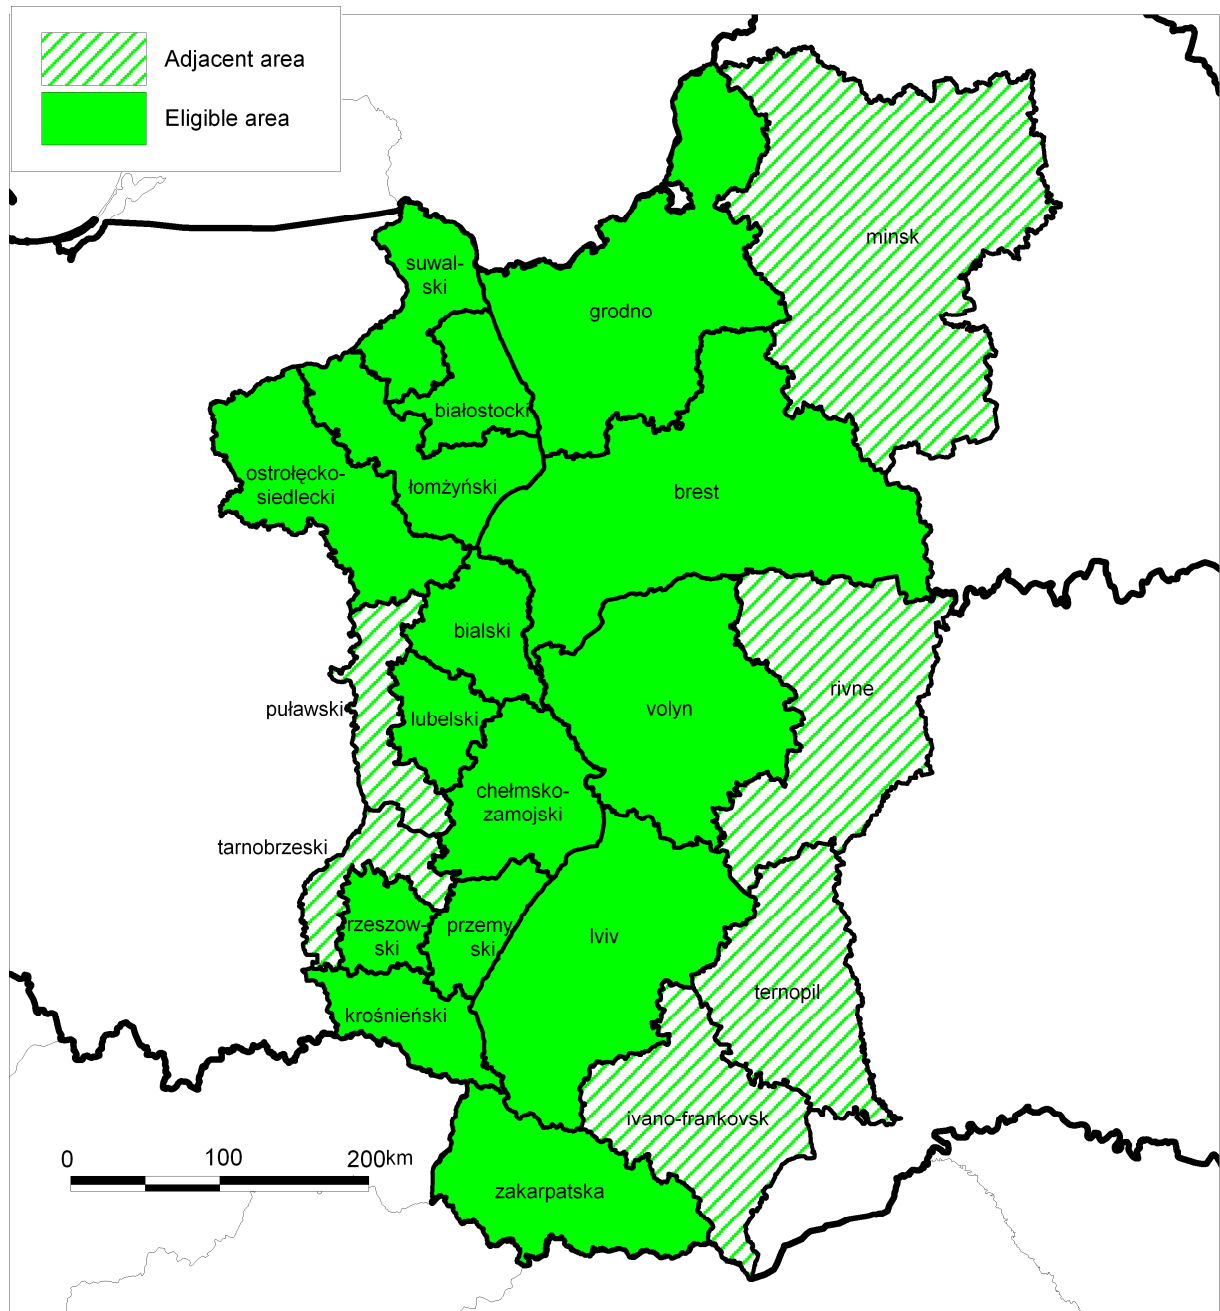 Adjacent area
Eligible area
minsk
suwal-
ski
grodno
białostocki
ostrołęcko-
siedlecki
łomżyński
brest
bialski
rivne
puławski
lubelski
volyn
chełmsko-
zamojski
tarnobrzeski
rzeszow-
ski
przemy
ski
lviv
ternopil
krośnieński
ivano-frankovsk
0 100 200km
zakarpatska